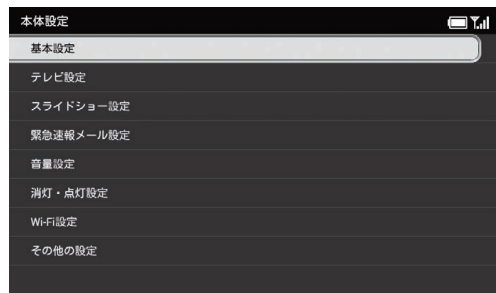 本体設定
基本設定
テレビ設定
スライドショー設定
緊急速報メール設定
音量設定
消灯・点灯設定
Wi-Fi設定
その他の設定